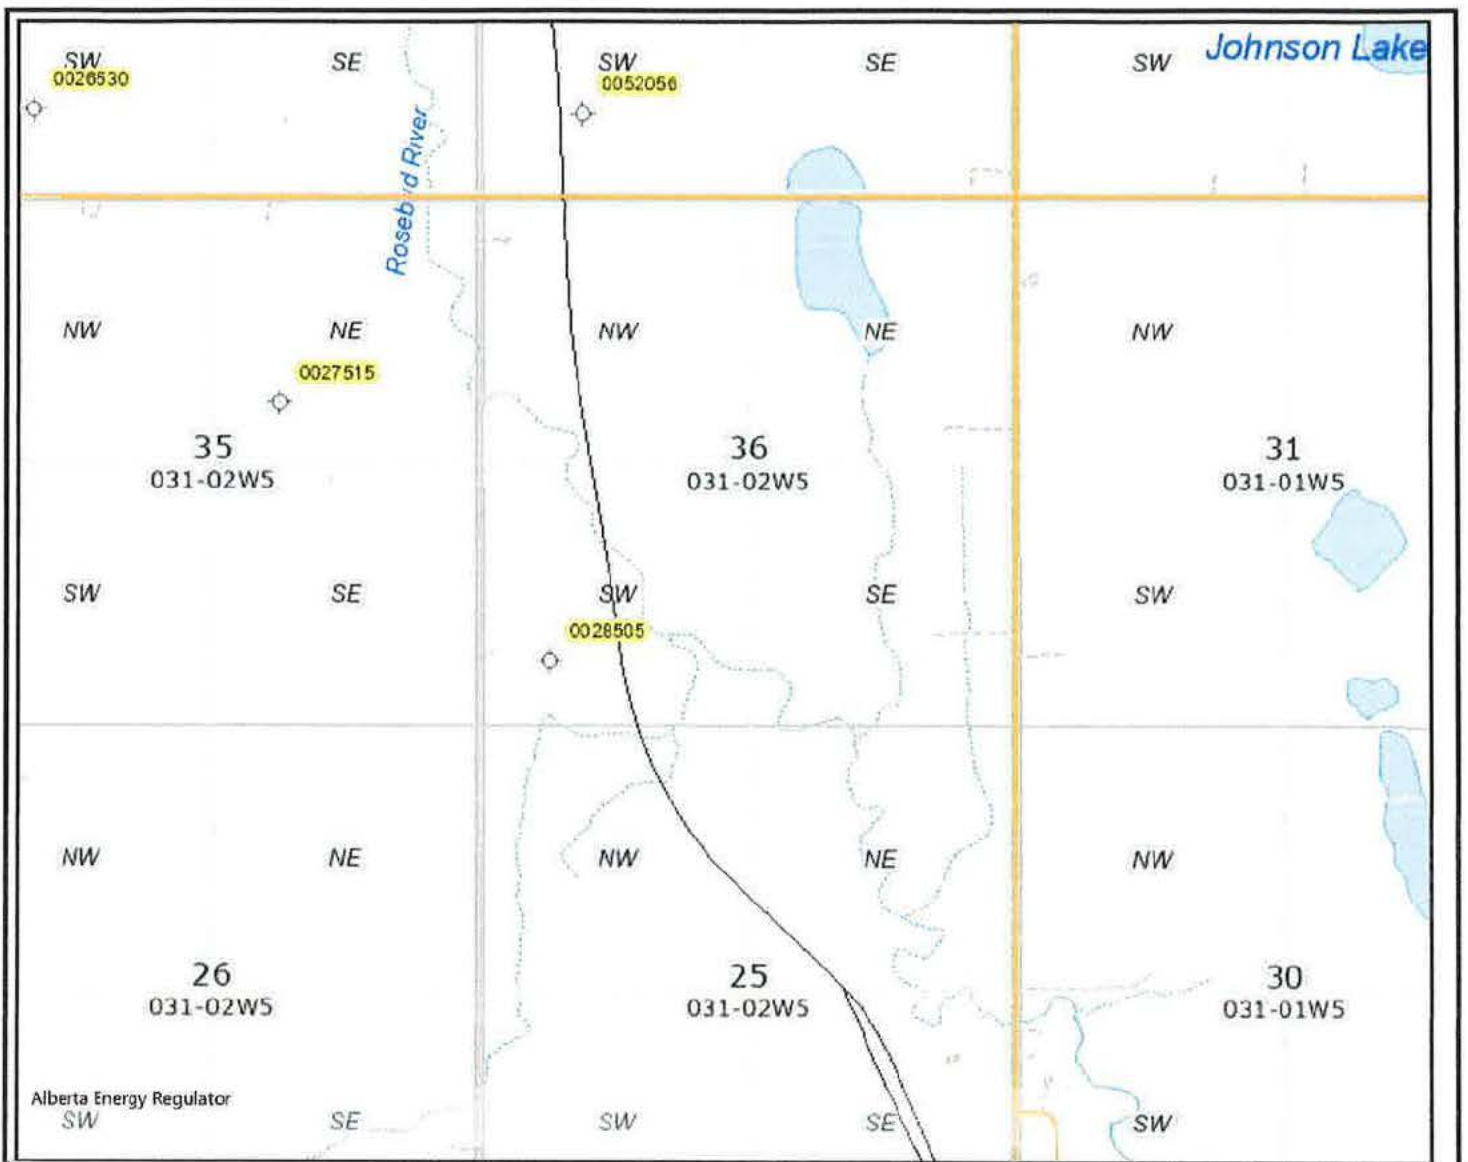 SW
SE
SW
SE
SW
Johnson Lake
0026530
0052056
Rosebud River
NW
NE
NW
NE
NW
0027515
35
031-02W5
36
031-02W5
31
031-01W5
SW
SE
SW
SE
SW
0028505
NW
NE
NW
NE
NW
26
031-02W5
25
031-02W5
30
031-01W5
Alberta Energy Regulator
SW
SE
SW
SE
SW